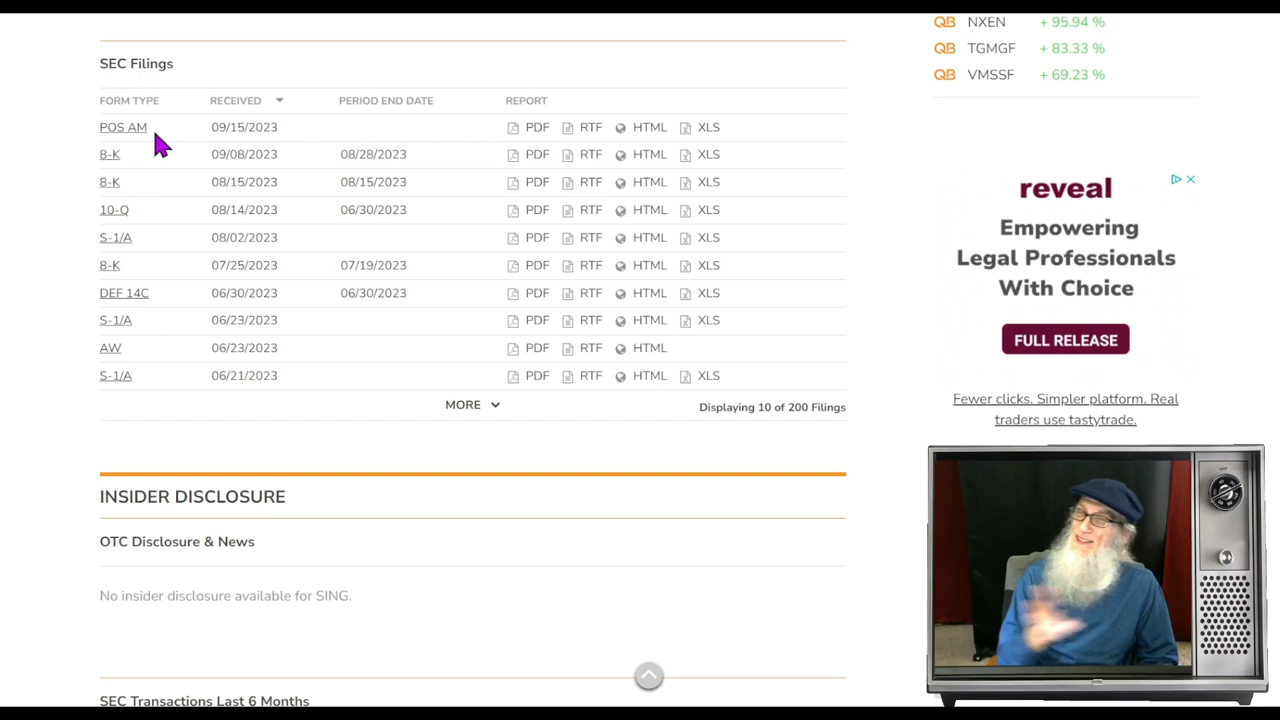 SEC Filings
FORM TYPE RECEIVED PERIOD END DATE REPORT
POS AM 09/15/2023 PDF RTF HTML XLS
8-K 09/08/2023 08/28/2023 PDF RTF HTML XLS
8-K 08/15/2023 08/15/2023 PDF RTF HTML XLS
10-Q 08/14/2023 06/30/2023 PDF RTF HTML XLS
S-1/A 08/02/2023 PDF RTF HTML XLS
8-K 07/25/2023 07/19/2023 PDF RTF HTML XLS
DEF 14C 06/30/2023 06/30/2023 PDF RTF HTML XLS
S-1/A 06/23/2023 PDF RTF HTML XLS
AW 06/23/2023 PDF RTF HTML
S-1/A 06/21/2023 PDF RTF HTML XLS
MORE Displaying 10 of 200 Filings
INSIDER DISCLOSURE
OTC Disclosure & News
No insider disclosure available for SING.
SEC Transactions Last 6 Months
QB NXEN + 95.94 %
QB TGMGF + 83.33 %
QB VMSSF + 69.23 %
reveal
Empowering
Legal Professionals
With Choice
FULL RELEASE
Fewer clicks. Simpler platform. Real
traders use tastytrade.